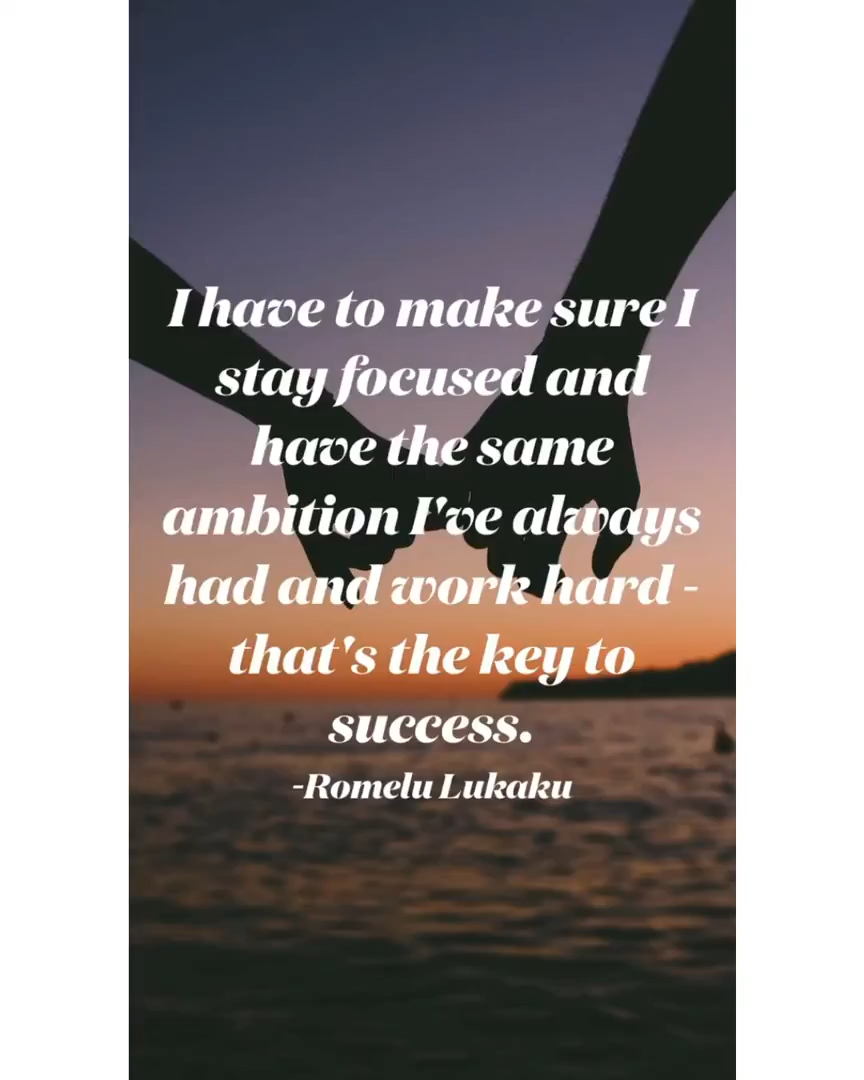 I have to make sure I
stay focused and
have the same
ambition I've always
had and work hard -
that's the key to
success.
-Romelu Lukaku